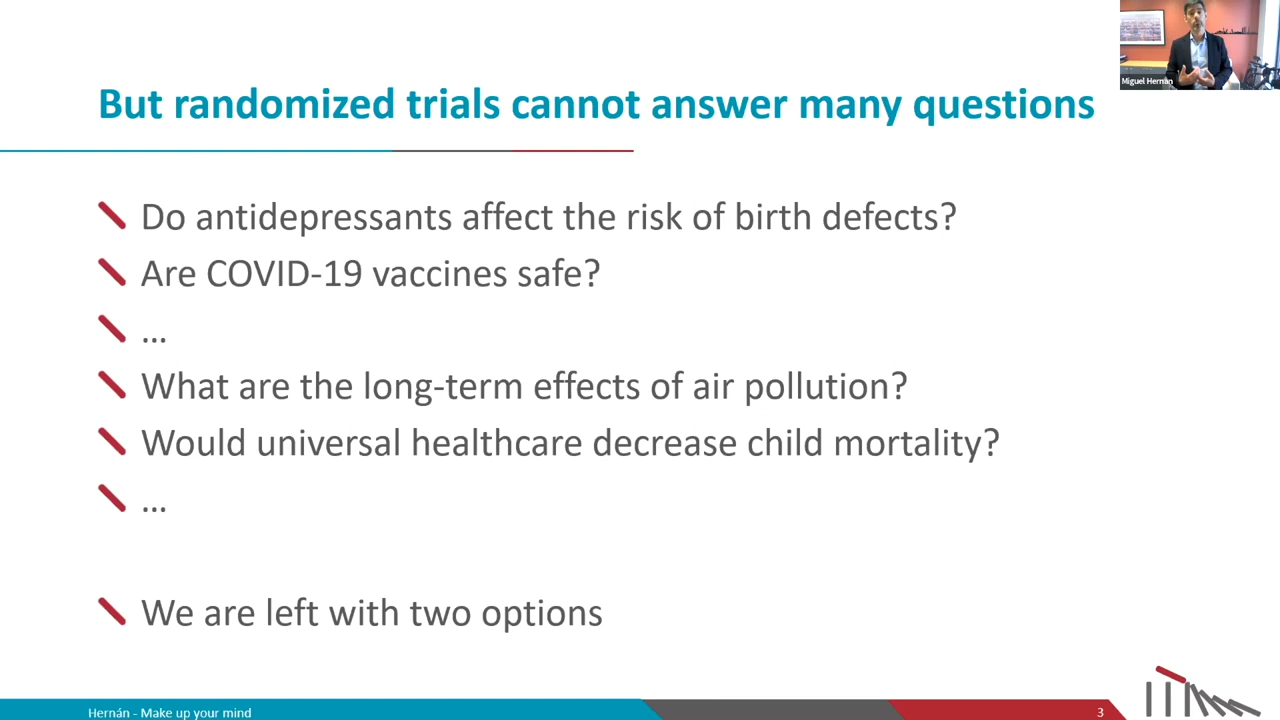 Miguel Hernán
But randomized trials cannot answer many questions
Do antidepressants affect the risk of birth defects?
Are COVID-19 vaccines safe?
...
What are the long-term effects of air pollution?
Would universal healthcare decrease child mortality?
...
We are left with two options
Hernán - Make up your mind
3